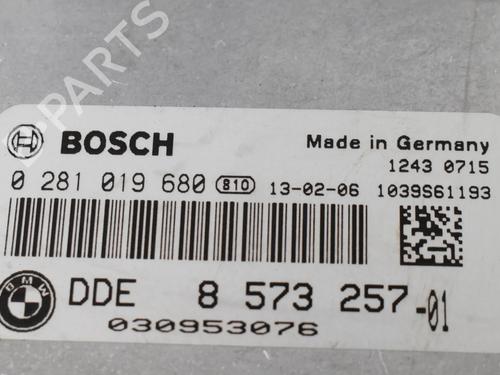 BOSCH
Made in Germany
1243 0715
0 281 019 680 810 13-02-06 1039S61193
BMW DDE 8 573 257-01
030953076
B PARTS